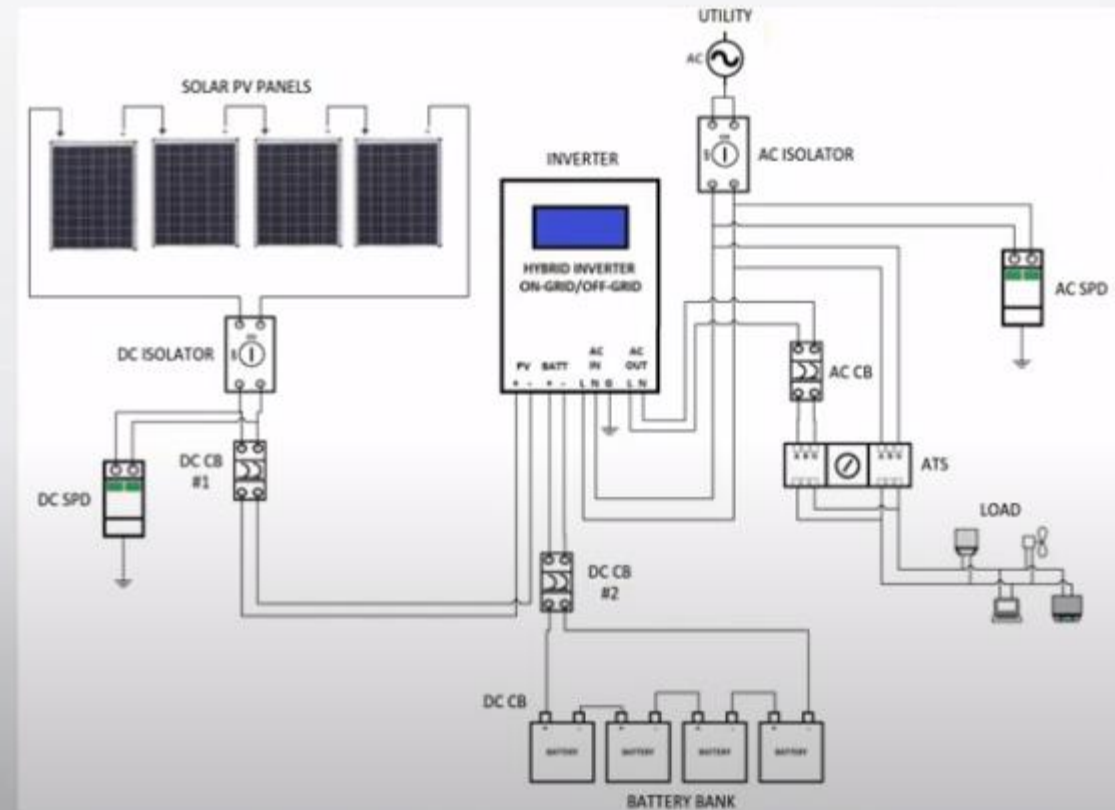 UTILITY
AC
SOLAR PV PANELS
AC ISOLATOR
INVERTER
HYBRID INVERTER
ON-GRID/OFF-GRID
AC SPD
DC ISOLATOR
PV BATT AC IN AC OUT
+ - + - L N G L N
AC CB
DC CB
#1
ATS
DC SPD
LOAD
DC CB
#2
DC CB
BATTERY BATTERY BATTERY BATTERY
BATTERY BANK